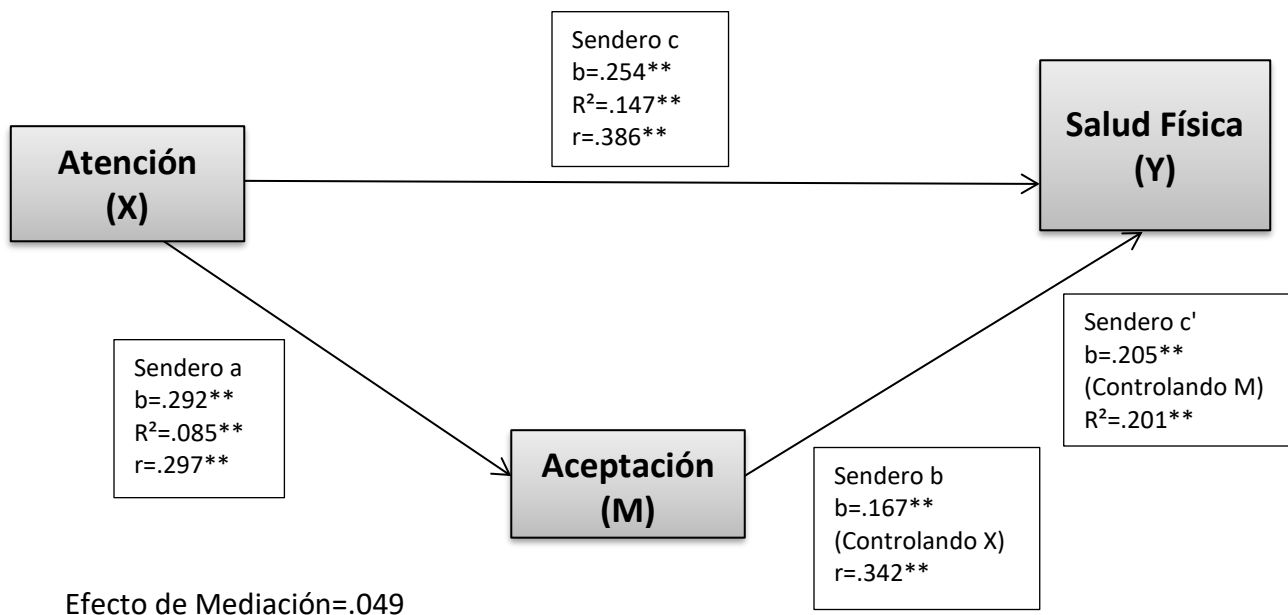 Sendero c
b=.254**
R²=.147**
r=.386**
Atención
(X)
Salud Física
(Y)
Sendero a
b=.292**
R²=.085**
r=.297**
Aceptación
(M)
Sendero b
b=.167**
(Controlando X)
r=.342**
Sendero c'
b=.205**
(Controlando M)
R²=.201**
Efecto de Mediación=.049